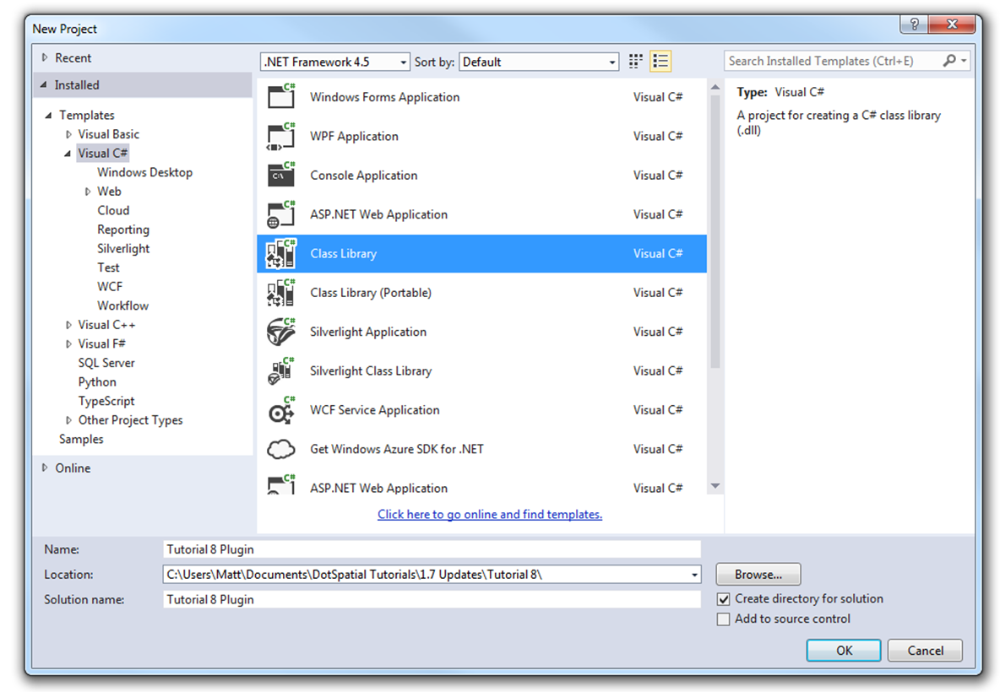 New Project
Recent
.NET Framework 4.5
Sort by:
Default
Search Installed Templates (Ctrl+E)
Installed
Templates
Visual Basic
Visual C#
Windows Desktop
Web
Cloud
Reporting
Silverlight
Test
WCF
Workflow
Visual C++
Visual F#
SQL Server
Python
TypeScript
Other Project Types
Samples
Online
C# Windows Forms Application Visual C#
C# WPF Application Visual C#
C# C:\ Console Application Visual C#
C# ASP.NET Web Application Visual C#
C# Class Library Visual C#
C# Class Library (Portable) Visual C#
C# Silverlight Application Visual C#
C# Silverlight Class Library Visual C#
C# WCF Service Application Visual C#
Get Windows Azure SDK for .NET Visual C#
C# ASP.NET Web Application Visual C#
Click here to go online and find templates.
Type: Visual C#
A project for creating a C# class library
(.dll)
Name: Tutorial 8 Plugin
Location: C:\Users\Matt\Documents\DotSpatial Tutorials\1.7 Updates\Tutorial 8\
Browse...
Solution name: Tutorial 8 Plugin
Create directory for solution
Add to source control
OK
Cancel